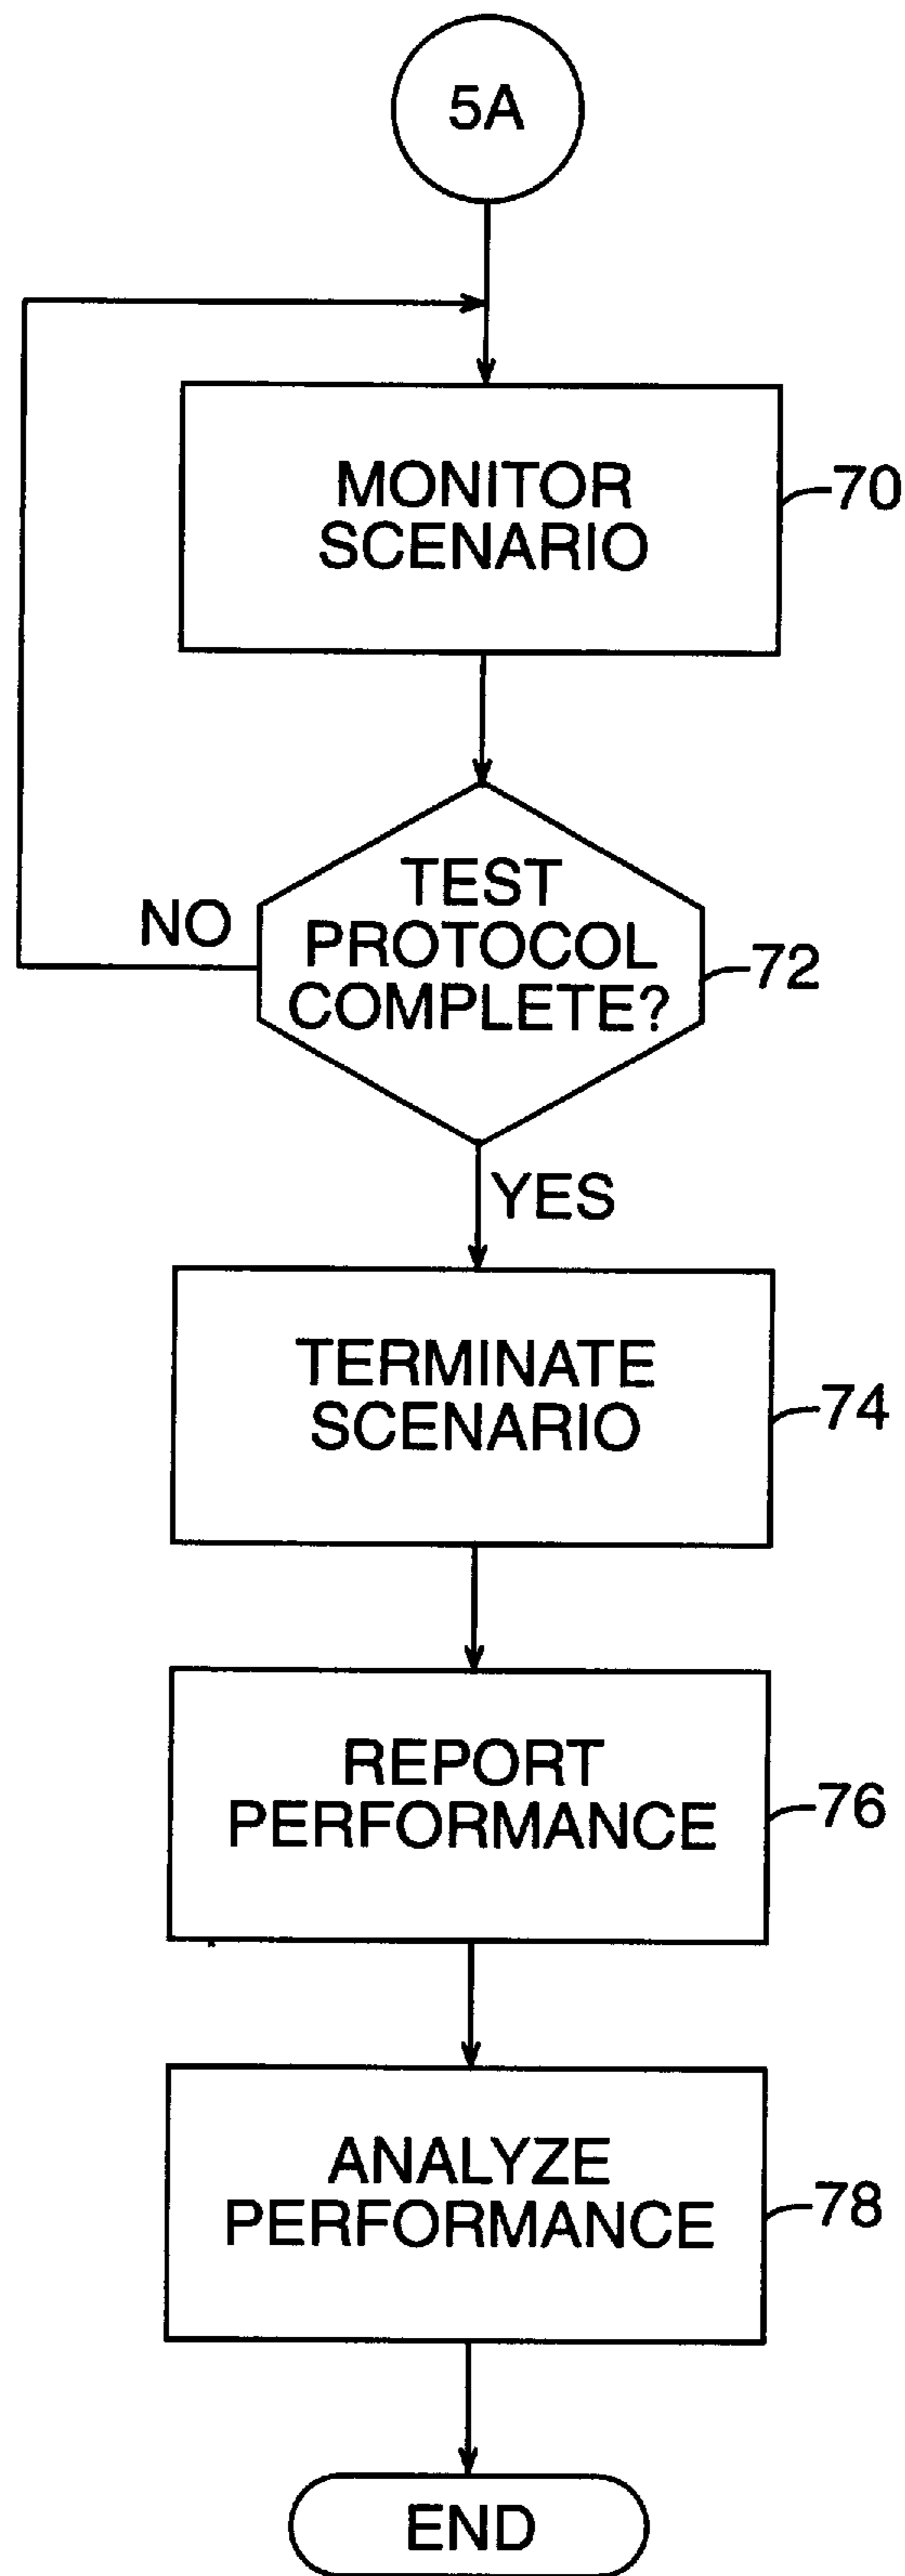 5A
MONITOR
SCENARIO
70
TEST
PROTOCOL
COMPLETE?
NO
72
YES
TERMINATE
SCENARIO
74
REPORT
PERFORMANCE
76
ANALYZE
PERFORMANCE
78
END